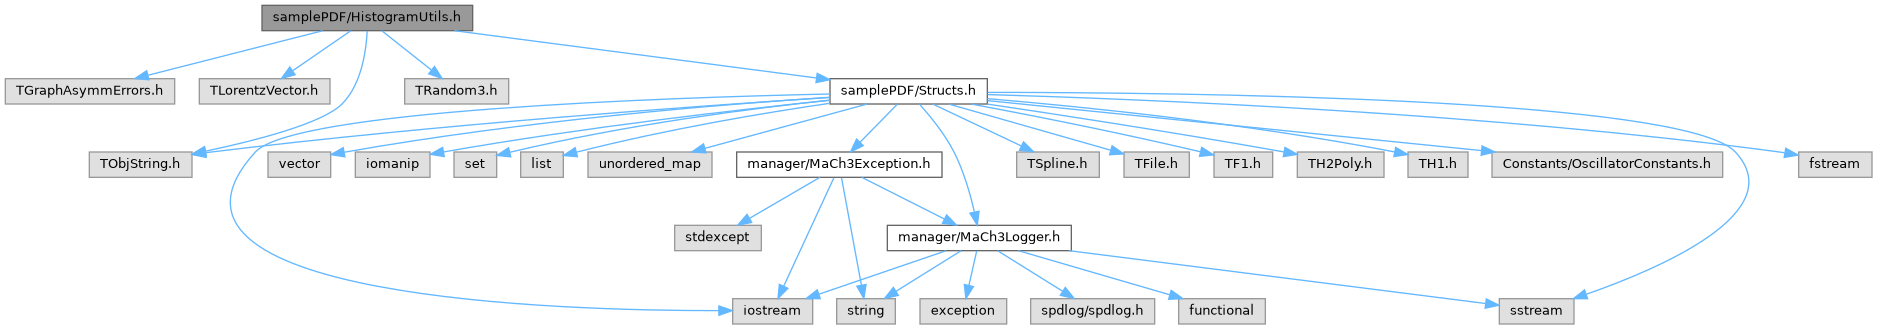 samplePDF/HistogramUtils.h
TGraphAsymmErrors.h
TLorentzVector.h
TRandom3.h
samplePDF/Structs.h
TObjString.h
vector
iomanip
set
list
unordered_map
manager/MaCh3Exception.h
TSpline.h
TFile.h
TF1.h
TH2Poly.h
TH1.h
Constants/OscillatorConstants.h
fstream
stdexcept
manager/MaCh3Logger.h
iostream
string
exception
spdlog/spdlog.h
functional
sstream